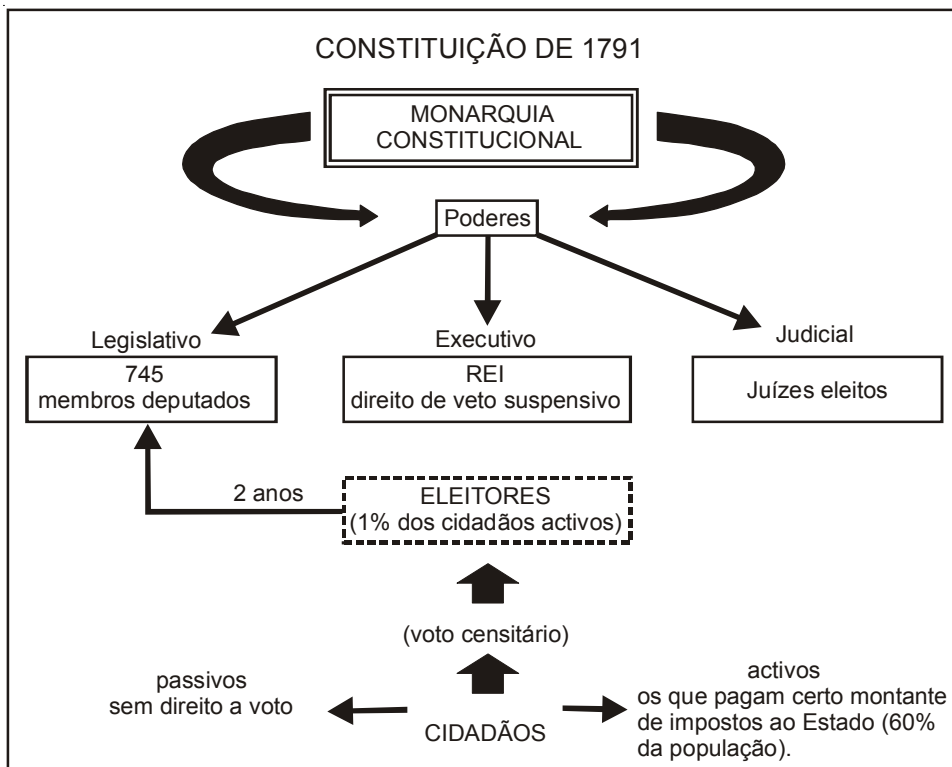 CONSTITUIÇÃO DE 1791
MONARQUIA
CONSTITUCIONAL
Poderes
Legislativo
745
membros deputados
Executivo
REI
direito de veto suspensivo
Judicial
Juízes eleitos
2 anos
ELEITORES
(1% dos cidadãos activos)
(voto censitário)
passivos
sem direito a voto
CIDADÃOS
activos
os que pagam certo montante
de impostos ao Estado (60%
da população).